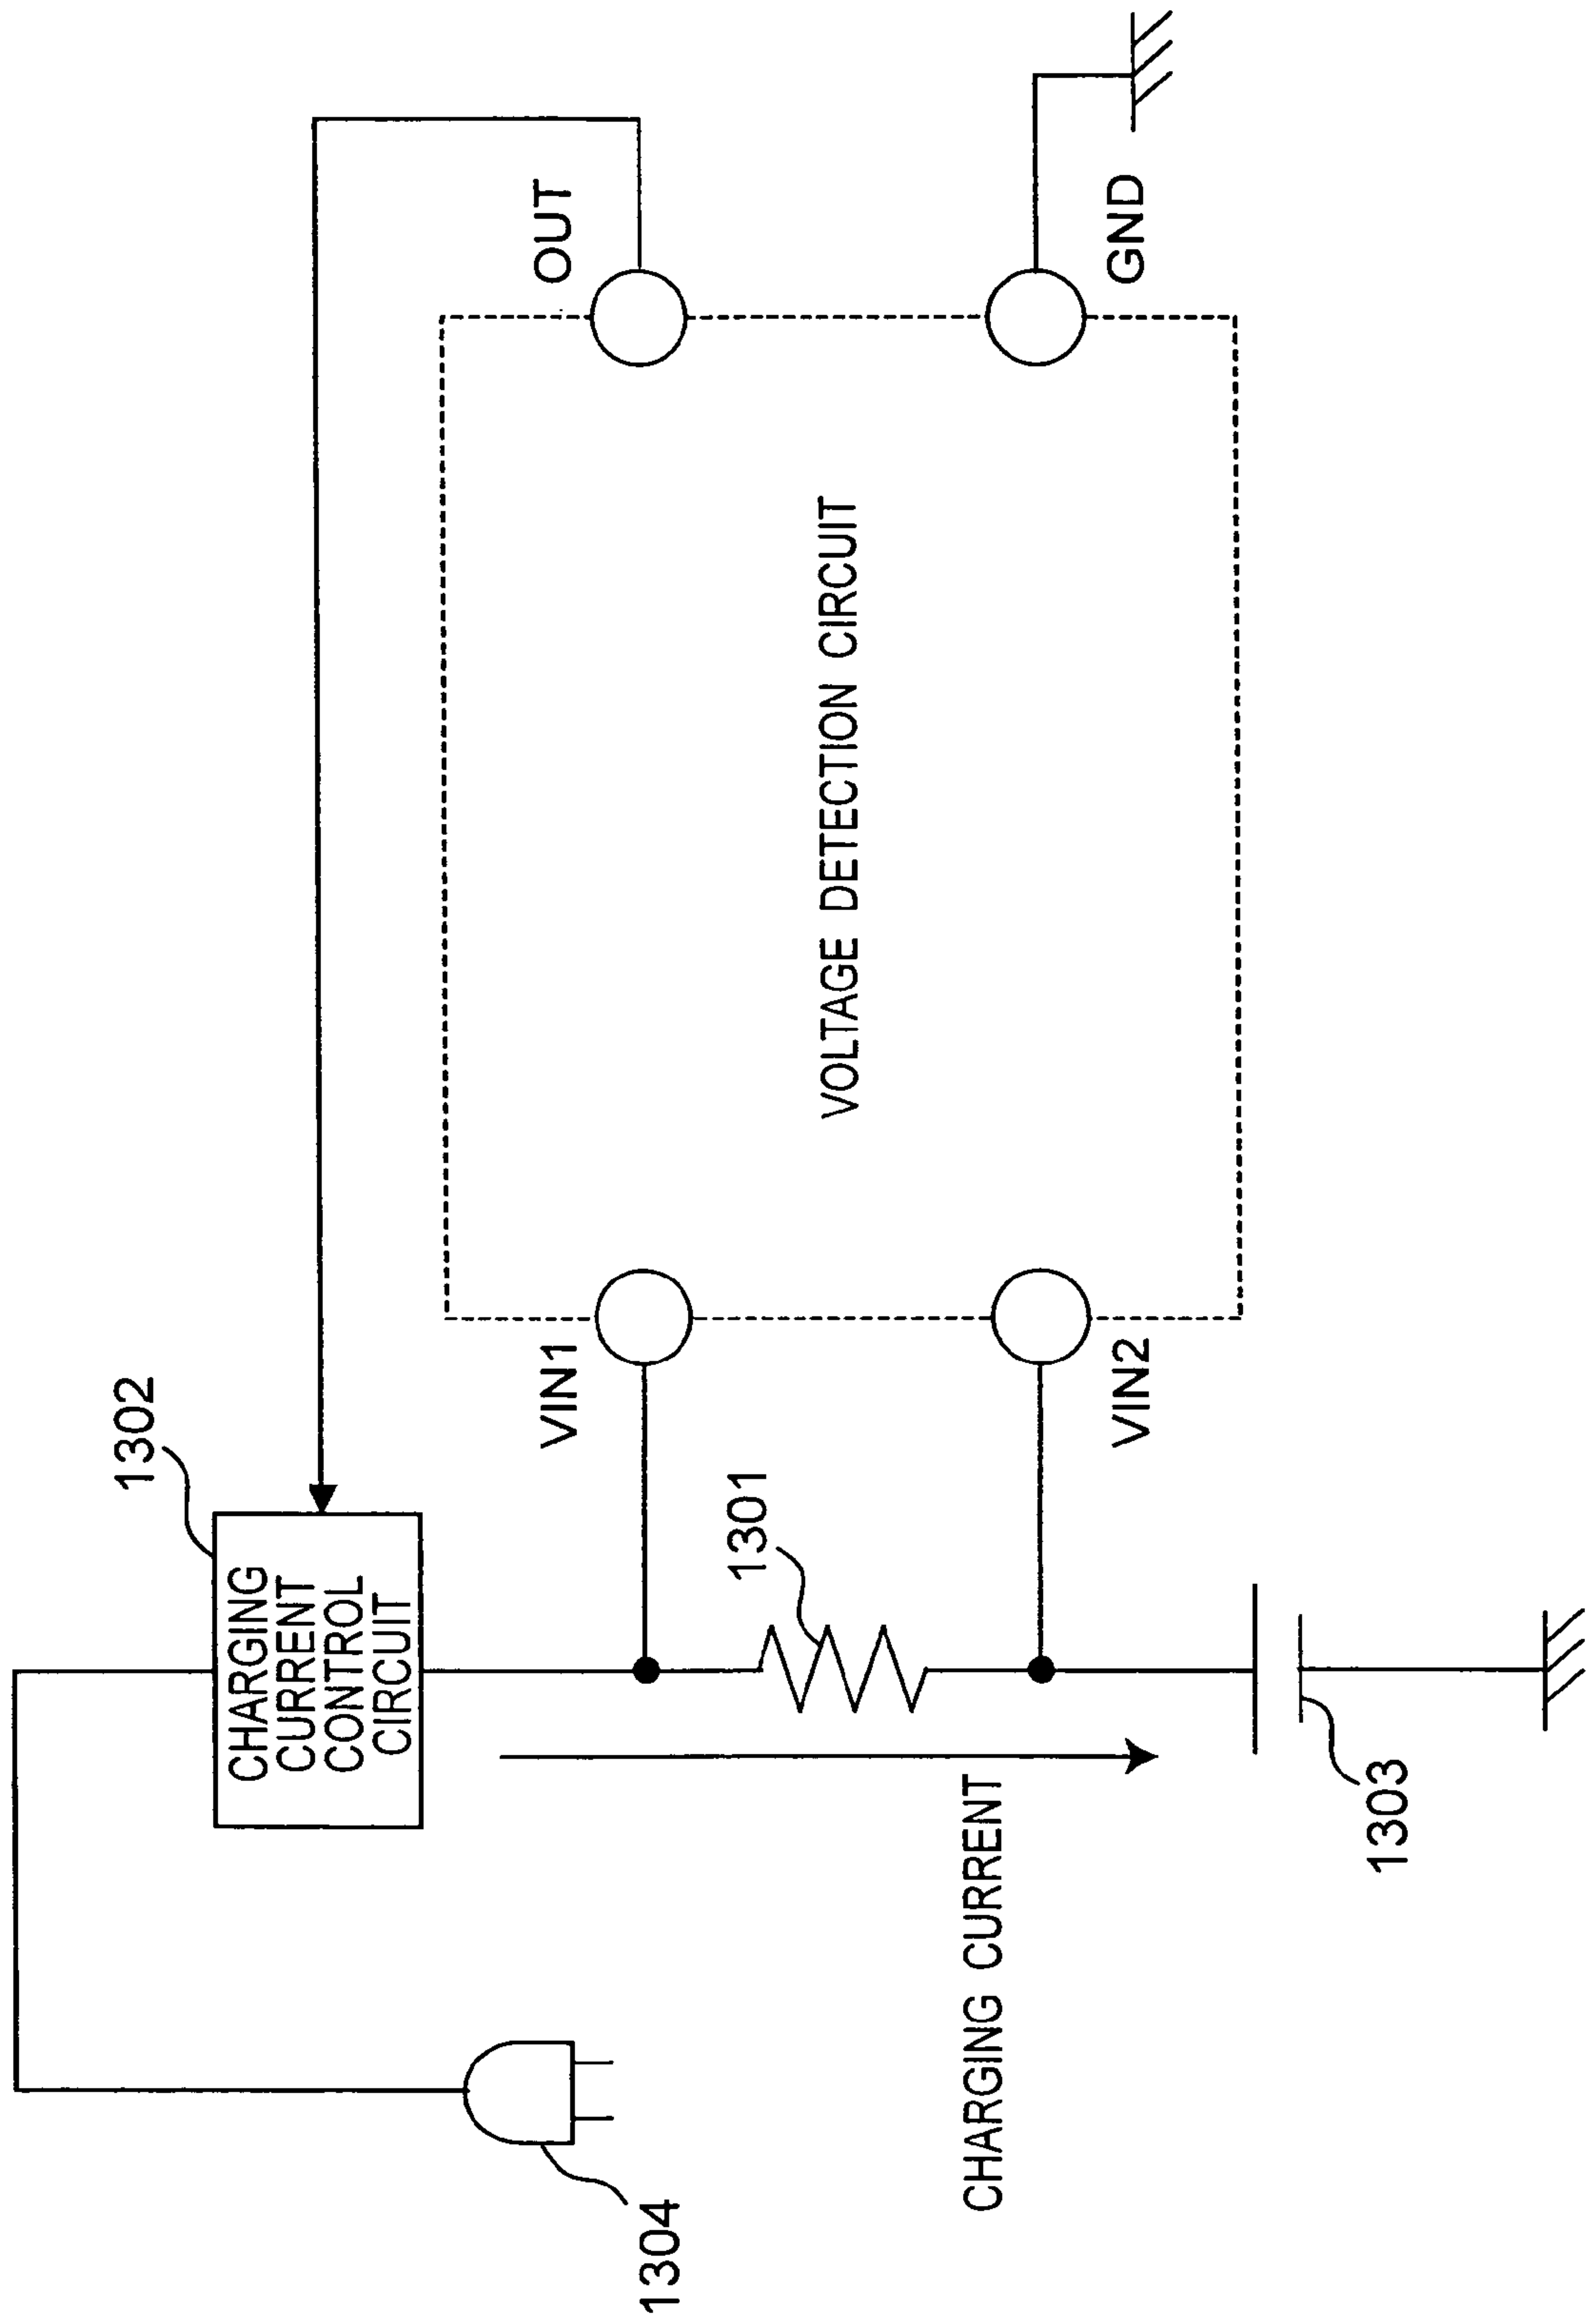 1302
CHARGING
CURRENT
CONTROL
CIRCUIT
OUT
VIN1
1301
VOLTAGE DETECTION CIRCUIT
1304
CHARGING CURRENT
VIN2
GND
1303